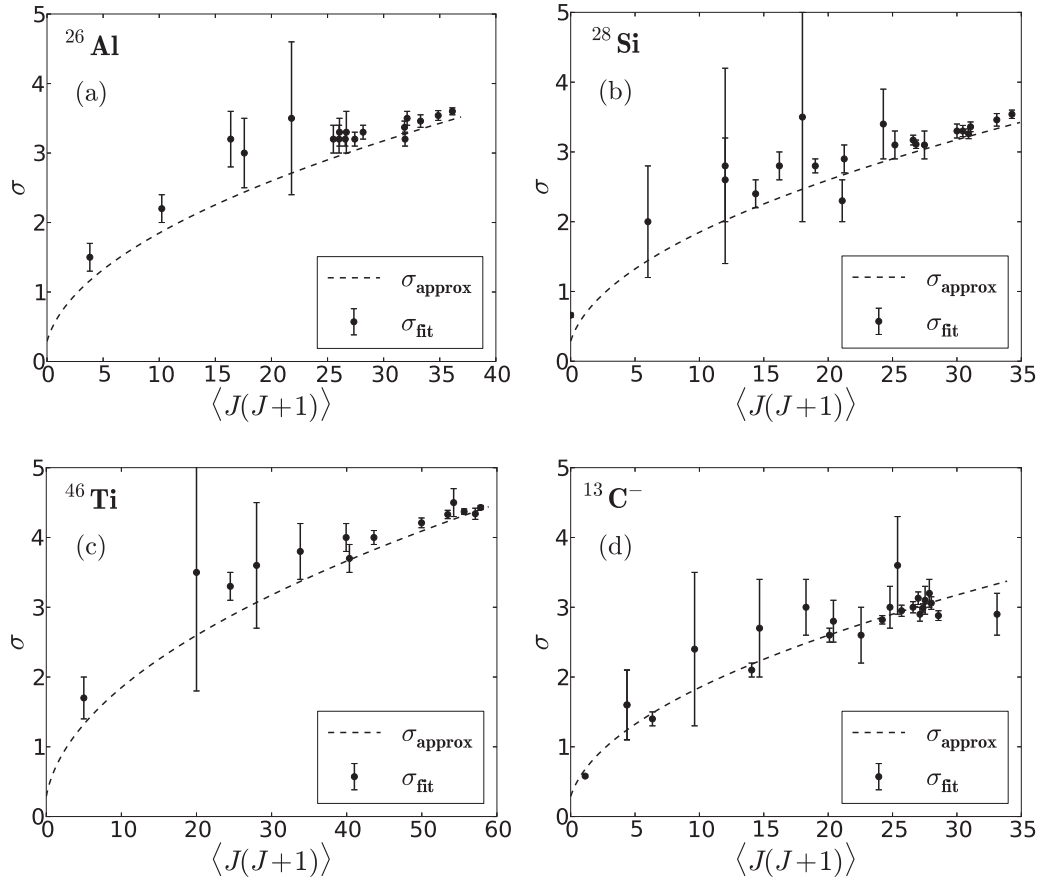 5
4
3
2
1
0
σ
²⁶Al
(a)
σ_approx
σ_fit
0 5 10 15 20 25 30 35 40
⟨J(J+1)⟩
5
4
3
2
1
0
σ
²⁸Si
(b)
σ_approx
σ_fit
0 5 10 15 20 25 30 35
⟨J(J+1)⟩
5
4
3
2
1
0
σ
⁴⁶Ti
(c)
σ_approx
σ_fit
0 10 20 30 40 50 60
⟨J(J+1)⟩
5
4
3
2
1
0
σ
¹³C⁻
(d)
σ_approx
σ_fit
0 5 10 15 20 25 30 35
⟨J(J+1)⟩